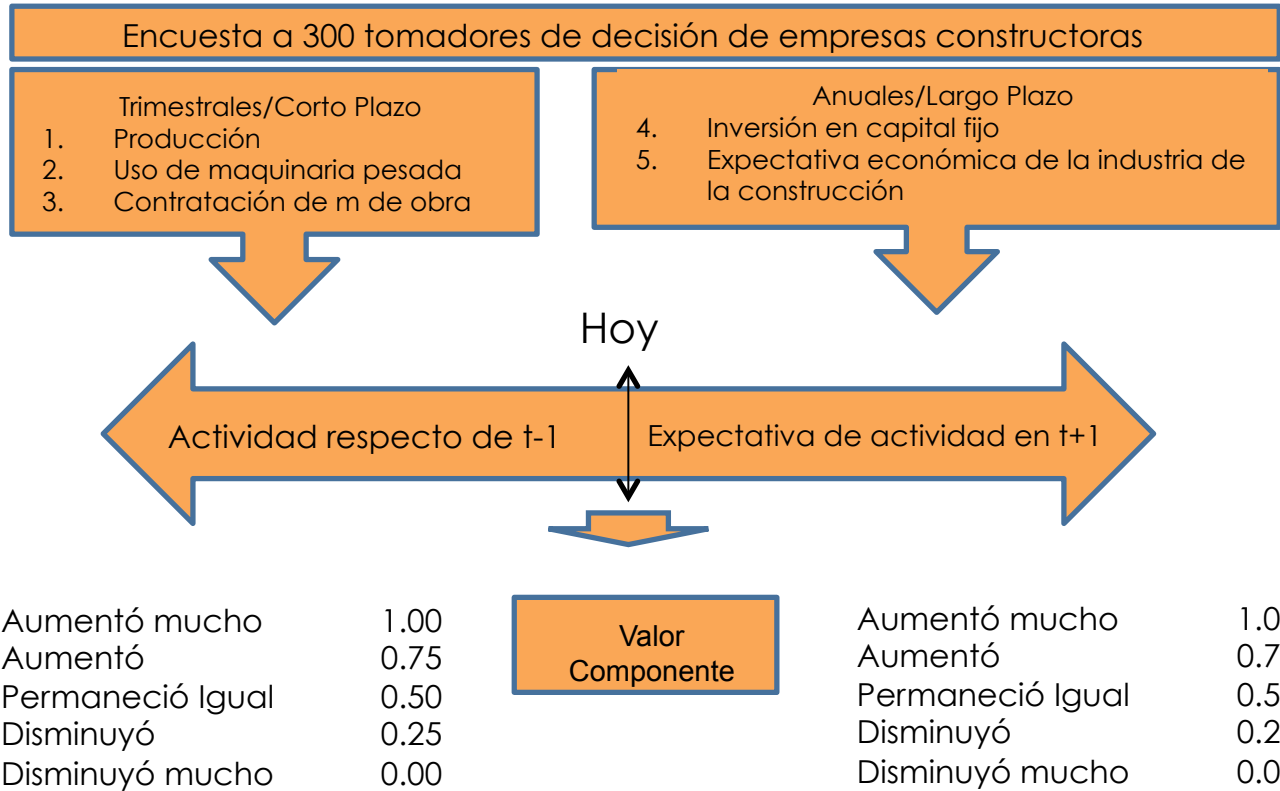 Encuesta a 300 tomadores de decisión de empresas constructoras
Trimestrales/Corto Plazo
1. Producción
2. Uso de maquinaria pesada
3. Contratación de m de obra
Anuales/Largo Plazo
4. Inversión en capital fijo
5. Expectativa económica de la industria de
la construcción
Hoy
Actividad respecto de t-1
Expectativa de actividad en t+1
Aumentó mucho 1.00
Aumentó 0.75
Permaneció Igual 0.50
Disminuyó 0.25
Disminuyó mucho 0.00
Valor
Componente
Aumentó mucho 1.0
Aumentó 0.7
Permaneció Igual 0.5
Disminuyó 0.2
Disminuyó mucho 0.0